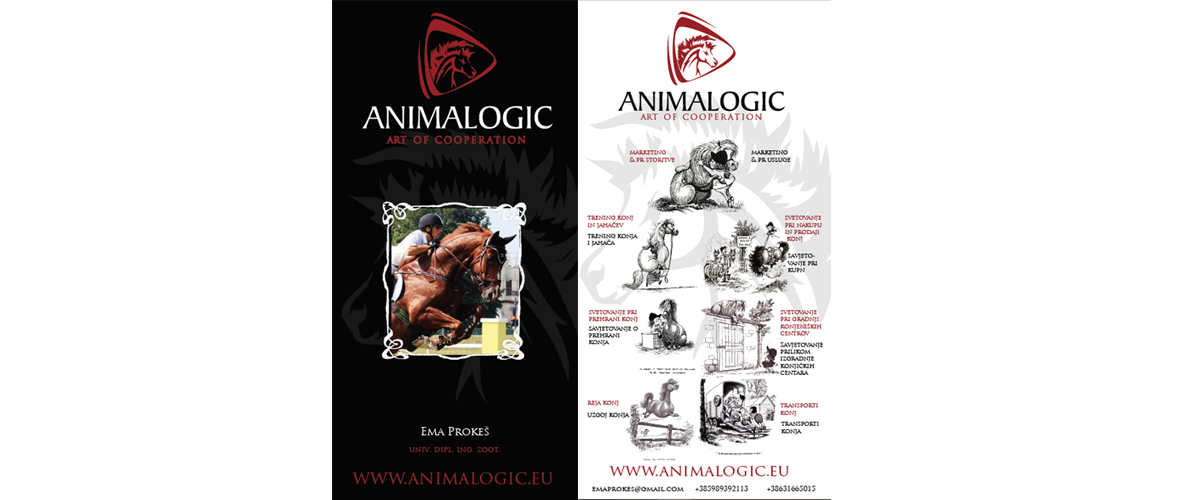 ANIMALOGIC
ART OF COOPERATION
EMA PROKEŠ
UNIV. DIPL. ING. ZOOT.
WWW.ANIMALOGIC.EU
ANIMALOGIC
ART OF COOPERATION
MARKETING
& PR STORITVE
MARKETING
& PR USLUGE
TRENING KONJ
IN JAHAČEV
TRENING KONJA
I JAHAČA
SVETOVANJE
PRI NAKUPU
IN PRODAJI
KONJ
SAVJETO-
VANJE PRI
KUPN
SVETOVANJE PRI
PREHRANI KONJ
SAVJETOVANJE O
PREHRANI
KONJA
SVETOVANJE
PRI GRADNJI
KONJENIŠKIH
CENTROV
SAVJETOVANJE
PRILIKOM
IZGRADNJE
KONJIČKIH
CENTARA
REJA KONJ
UZGOJ KONJA
TRANSPORTI
KONJ
TRANSPORTI
KONJA
WWW.ANIMALOGIC.EU
EMAPROKES@GMAIL.COM +385989392113 +38631665015